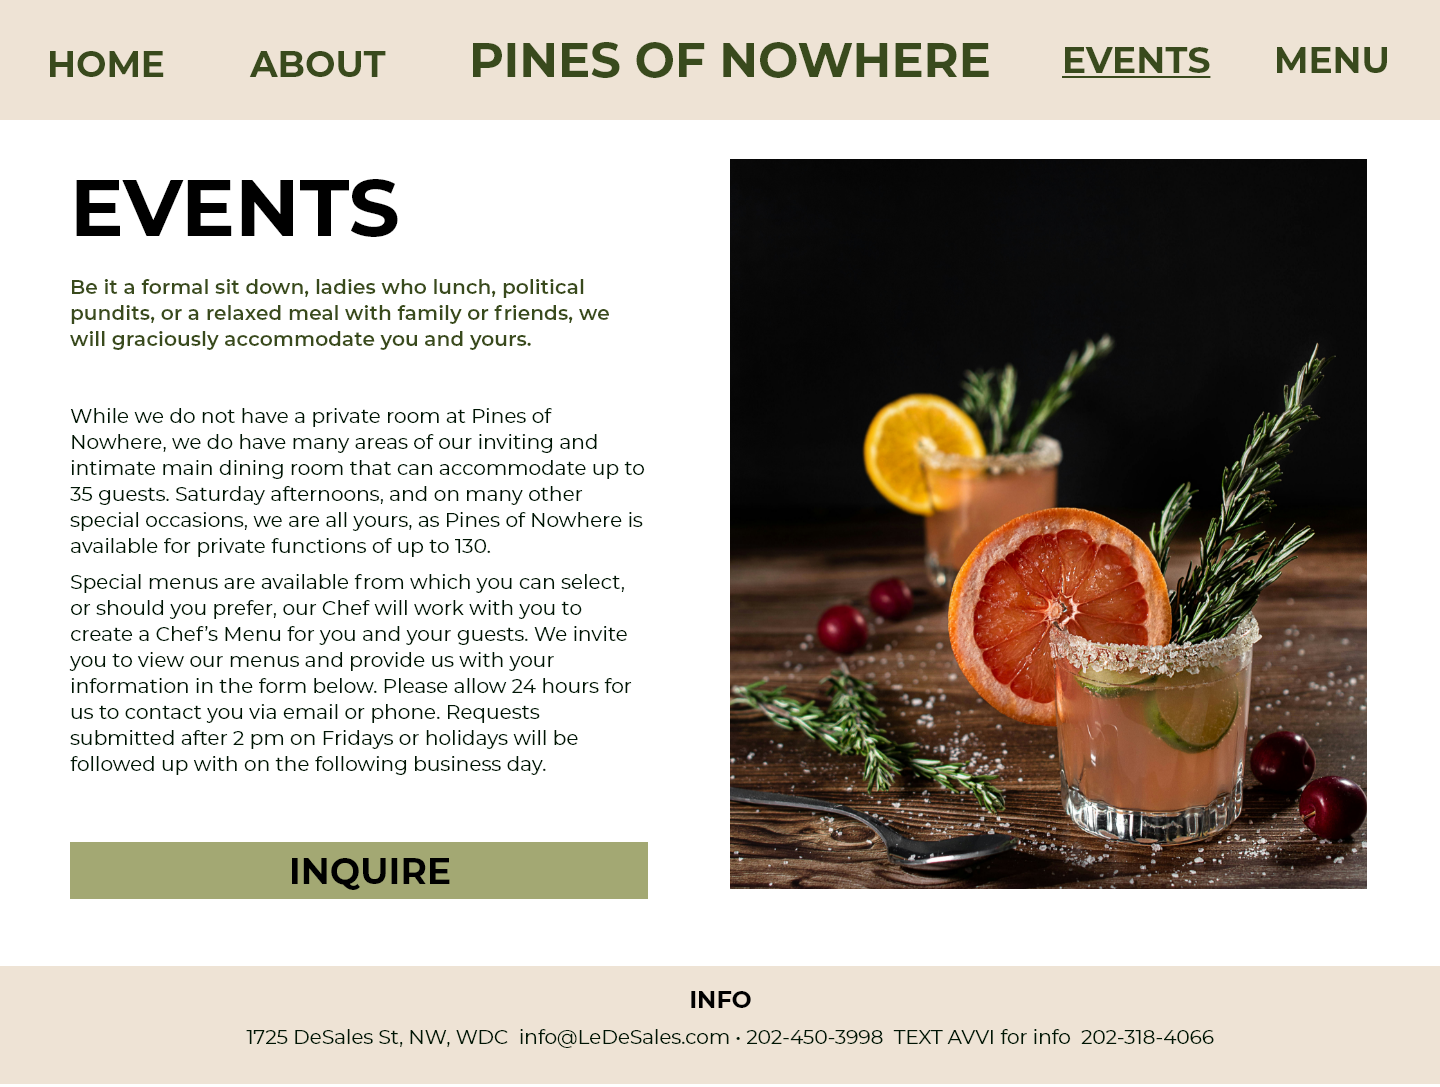 HOME ABOUT PINES OF NOWHERE EVENTS MENU
EVENTS
Be it a formal sit down, ladies who lunch, political
pundits, or a relaxed meal with family or friends, we
will graciously accommodate you and yours.
While we do not have a private room at Pines of
Nowhere, we do have many areas of our inviting and
intimate main dining room that can accommodate up to
35 guests. Saturday afternoons, and on many other
special occasions, we are all yours, as Pines of Nowhere is
available for private functions of up to 130.
Special menus are available from which you can select,
or should you prefer, our Chef will work with you to
create a Chef’s Menu for you and your guests. We invite
you to view our menus and provide us with your
information in the form below. Please allow 24 hours for
us to contact you via email or phone. Requests
submitted after 2 pm on Fridays or holidays will be
followed up with on the following business day.
INQUIRE
INFO
1725 DeSales St, NW, WDC info@LeDeSales.com • 202-450-3998 TEXT AVVI for info 202-318-4066